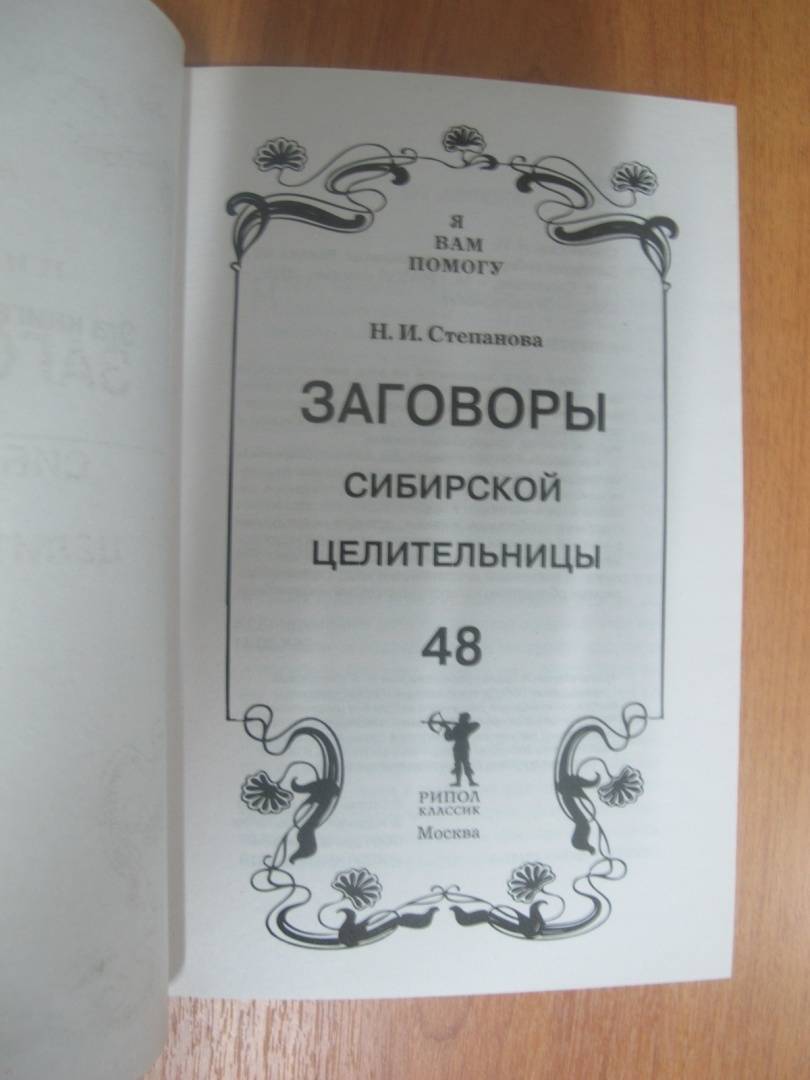 Я
ВАМ
ПОМОГУ
Н. И. Степанова
ЗАГОВОРЫ
СИБИРСКОЙ
ЦЕЛИТЕЛЬНИЦЫ
48
РИПОЛ
КЛАССИК
Москва